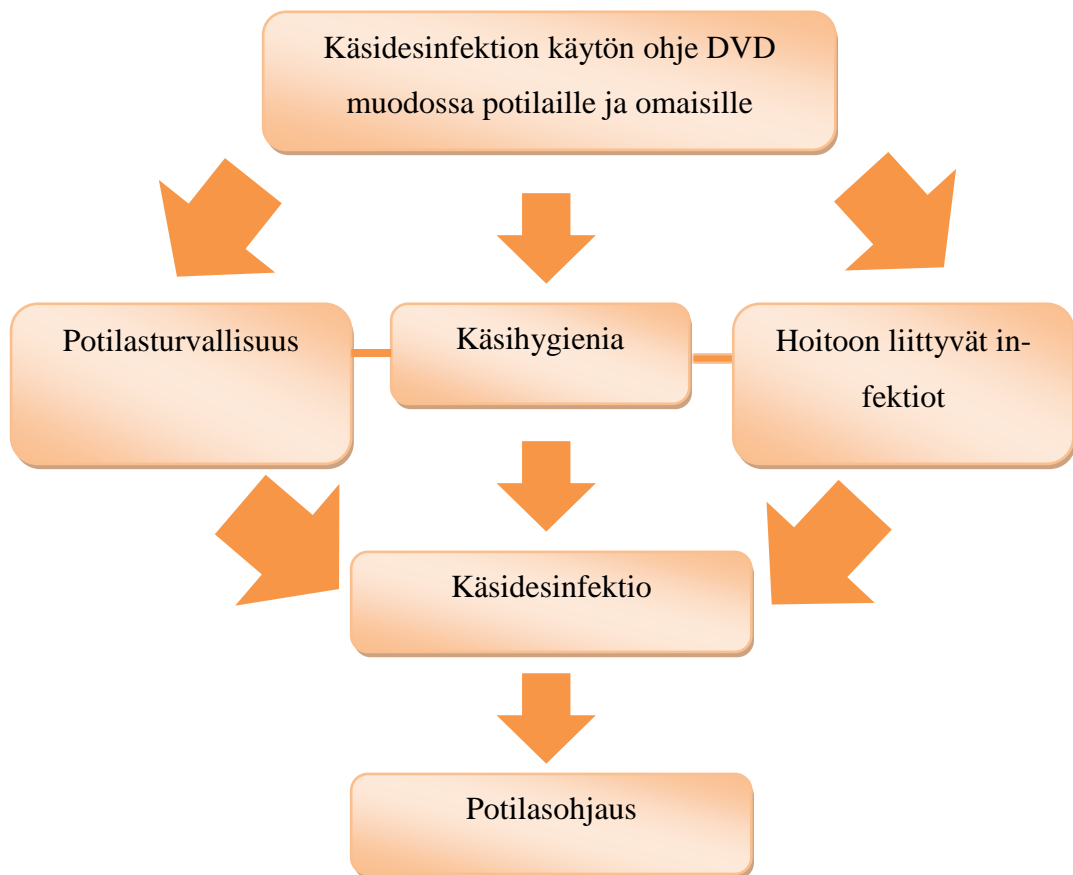 Käsidesinfektion käytön ohje DVD
muodossa potilaille ja omaisille
Potilasturvallisuus
Käsihygienia
Hoitoon liittyvät in-
fektiot
Käsidesinfektio
Potilasohjaus